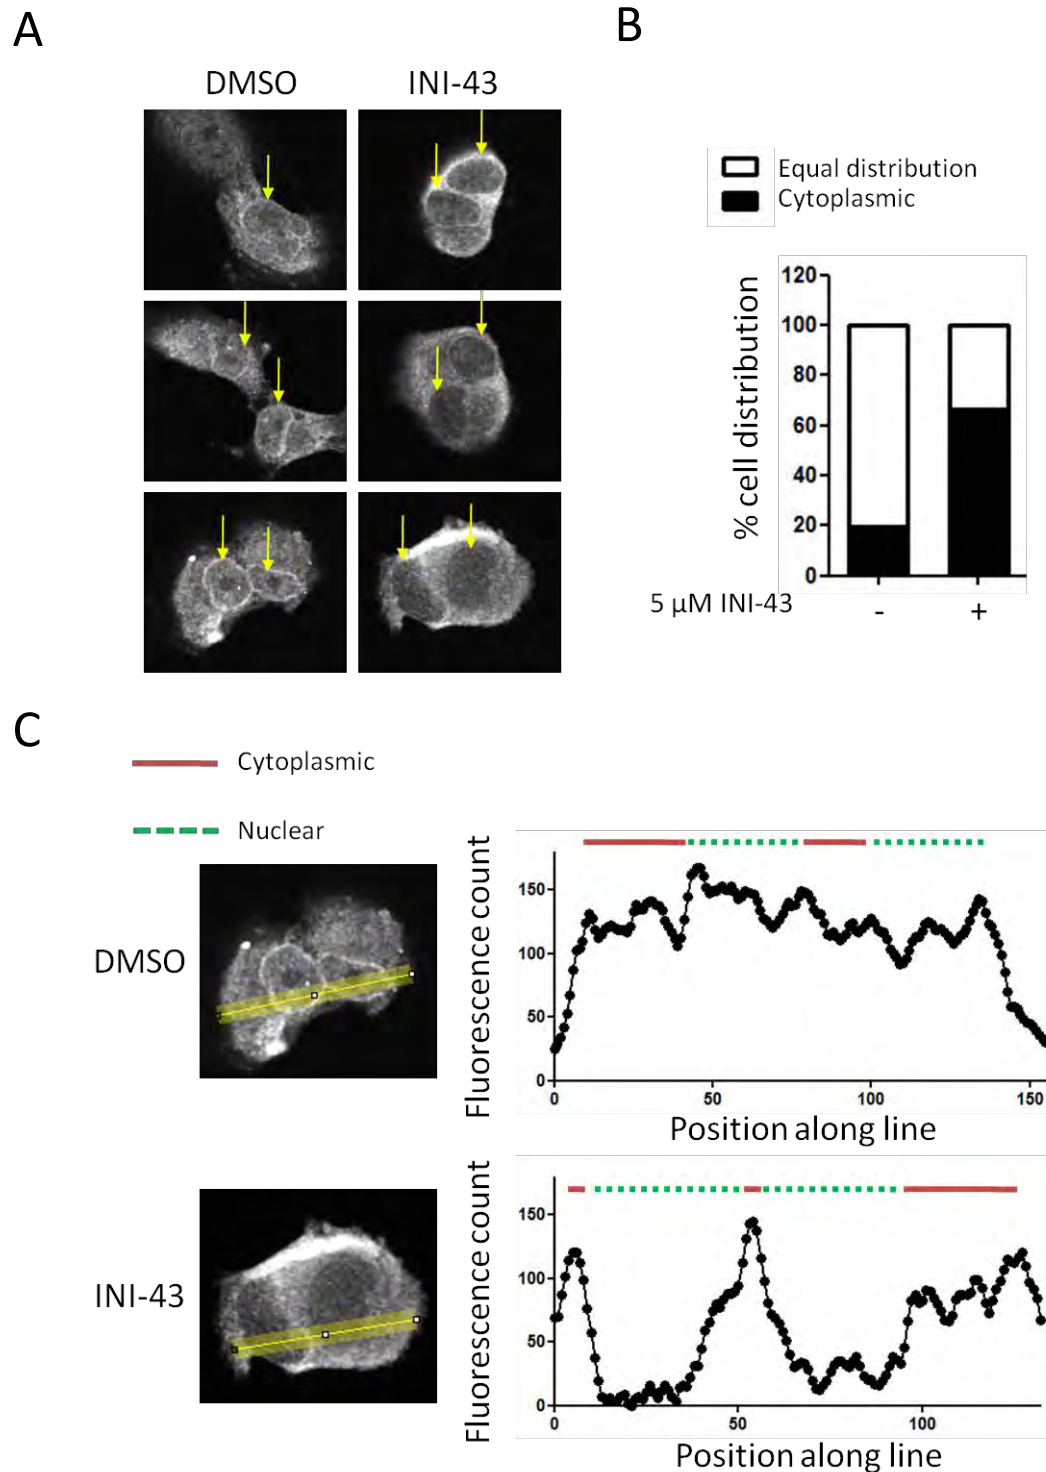 A
B
DMSO INI-43
Equal distribution
Cytoplasmic
% cell distribution
120
100
80
60
40
20
0
5 µM INI-43 - +
C
Cytoplasmic
Nuclear
DMSO
Fluorescence count
150
100
50
0
0 50 100 150
Position along line
INI-43
Fluorescence count
150
100
50
0
0 50 100
Position along line